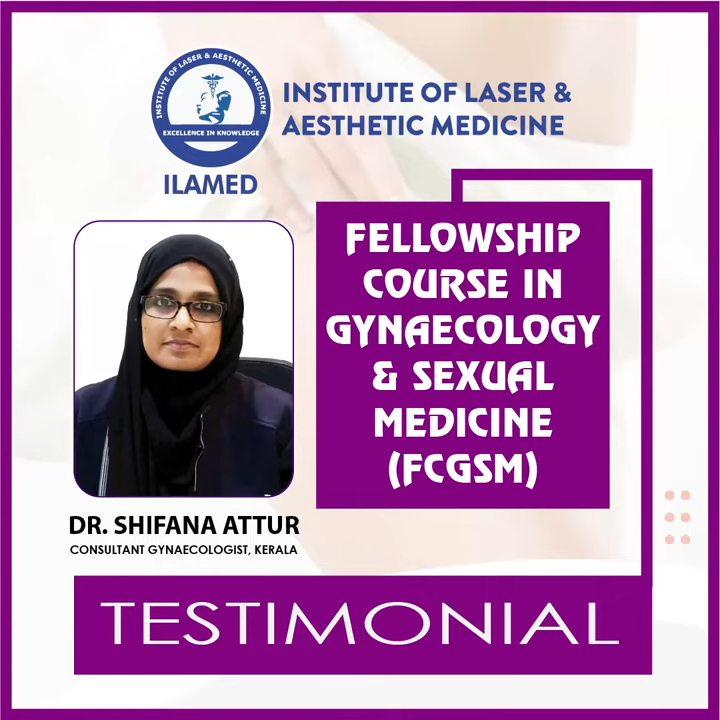 INSTITUTE OF LASER & AESTHETIC MEDICINE
EXCELLENCE IN KNOWLEDGE
ILAMED
INSTITUTE OF LASER &
AESTHETIC MEDICINE
FELLOWSHIP
COURSE IN
GYNAECOLOGY
& SEXUAL
MEDICINE
(FCGSM)
DR. SHIFANA ATTUR
CONSULTANT GYNAECOLOGIST, KERALA
TESTIMONIAL